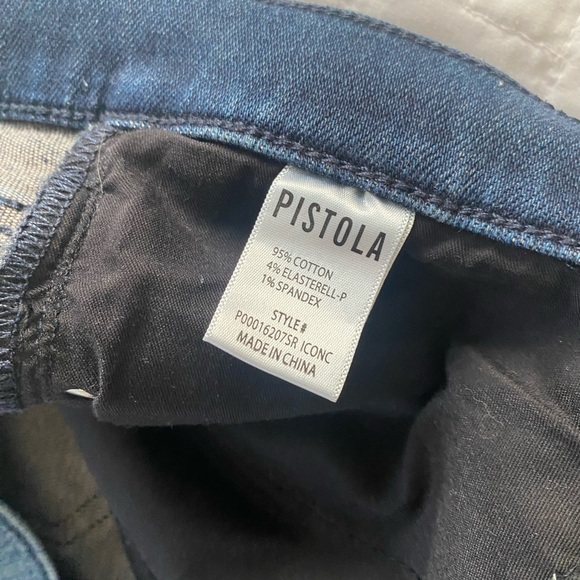 PISTOLA
95% COTTON
4% ELASTERELL-P
1% SPANDEX
STYLE #
P00016207SR ICONC
MADE IN CHINA